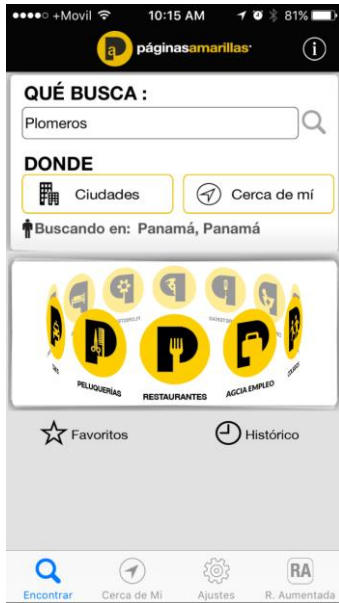 +Movil 10:15 AM 81%
páginasamarillas
QUÉ BUSCA :
Plomeros
DONDE
Ciudades
Cerca de mí
Buscando en: Panamá, Panamá
PELUQUERÍAS
RESTAURANTES
AGCIA EMPLEO
Favoritos
Histórico
Encontrar
Cerca de Mi
Ajustes
RA
R. Aumentada